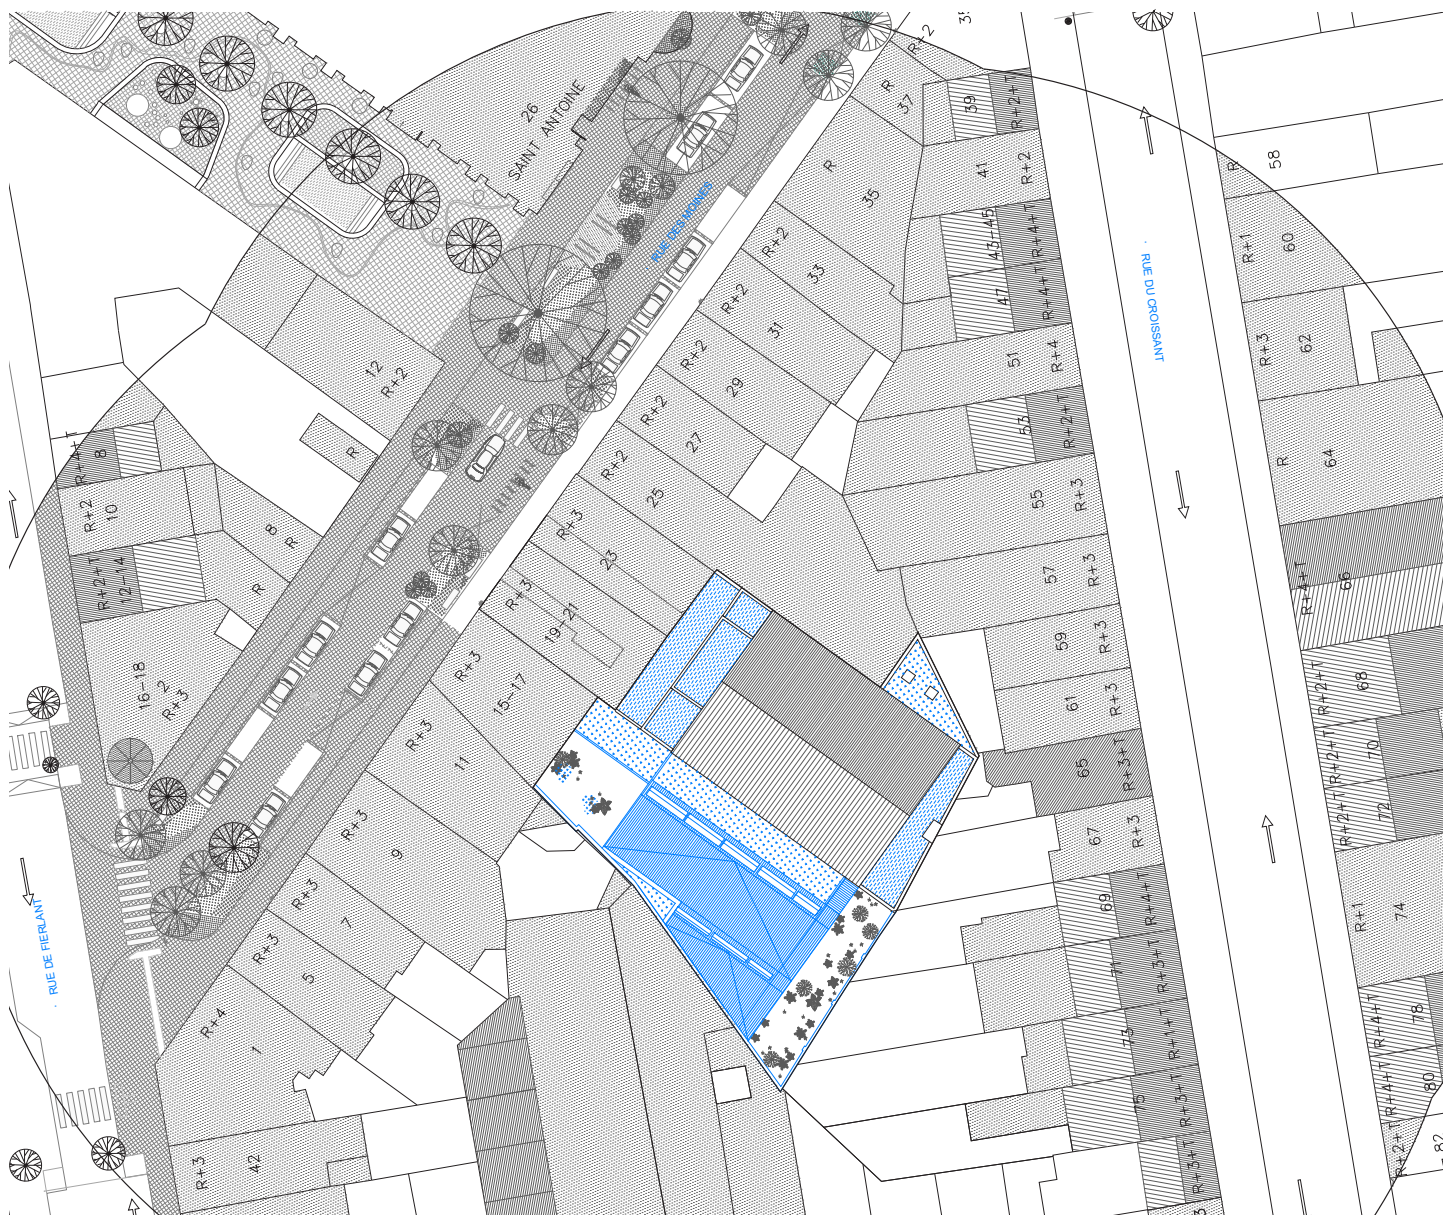 26
SAINT ANTOINE
RUE DES MOINES
RUE DU CROISSANT
RUE DE FIERLANT
R+2
R
37
R
35
R+2
33
R+2
31
R+2
29
R+2
27
R+2
25
R+3
23
R+3
19-21
R+3
15-17
R+3
11
R+3
9
R+3
7
R+3
5
R+4
1
R+3
42
12
R+2
R
R+4+T
8
R+2
10
8
R
R+2+T
12-14
R
16-18
2
R+3
39
R+2+T
41
R+2
43-45
R+4+T
47
R+4+T
51
R+4
53
R+2+T
55
R+3
57
R+3
59
R+3
61
R+3
65
R+3+T
67
R+3
69
R+4+T
71
R+3+T
73
R+1+T
75
R+3+T
R+3+T
R
58
R+1
60
R+3
62
R
64
R+4+T
66
R+2+T
68
R+2+T
70
R+2+T
72
R+1
74
R+4+T
78
R+4+T
80
R+2+T
82